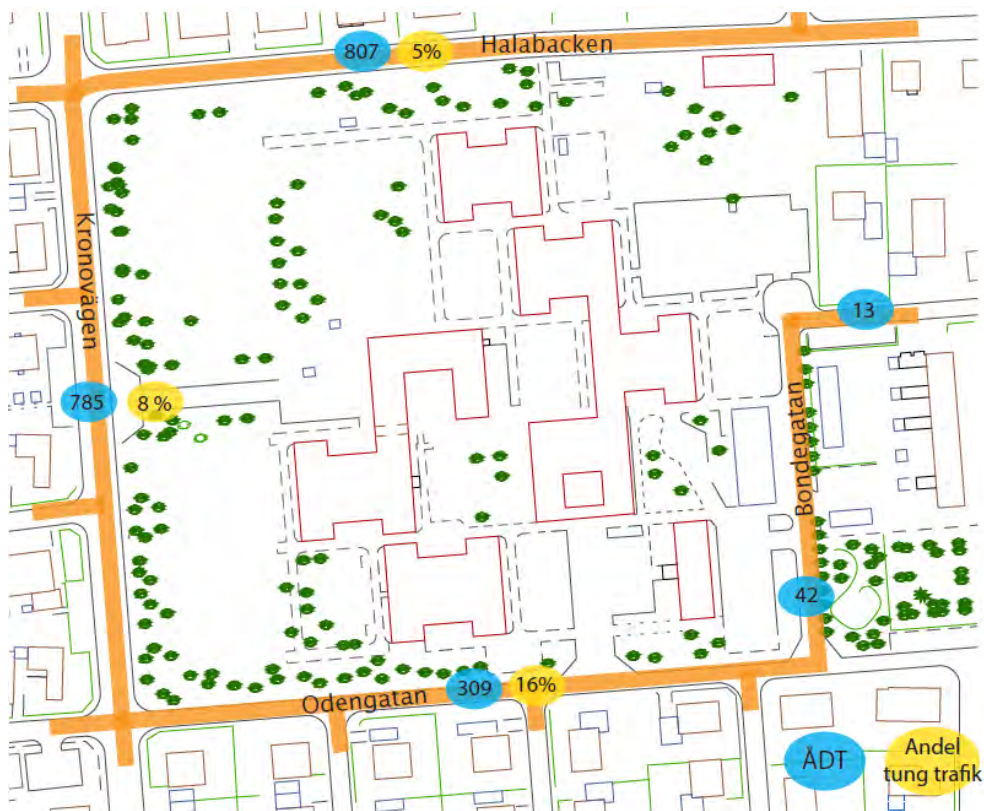 807 5% Halabacken
Kronovägen
13
785 8 %
Bondegatan
42
Odengatan 309 16%
ÅDT
Andel
tung trafik